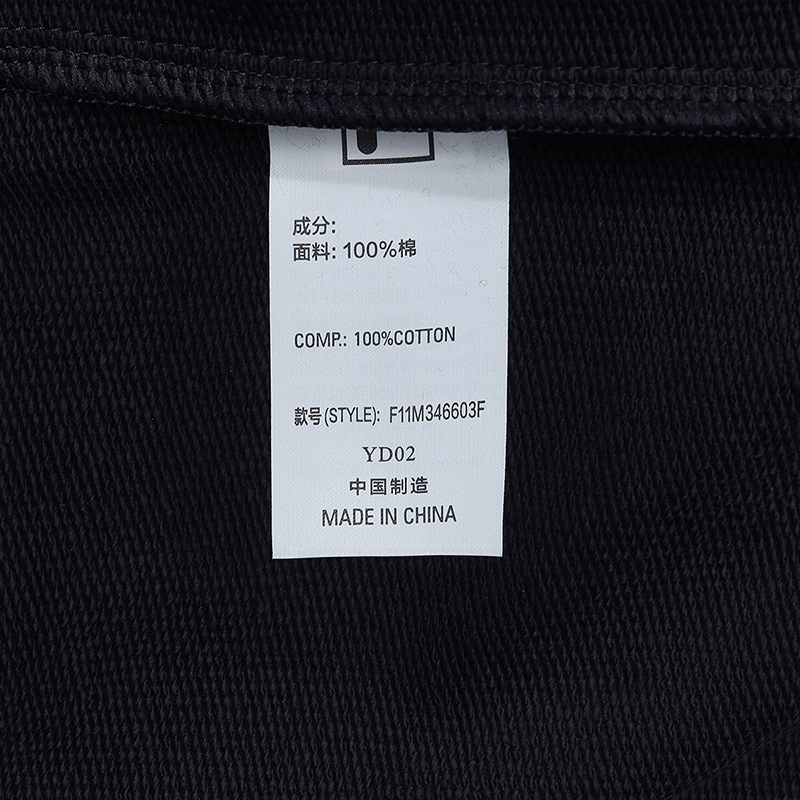 成分:
面料: 100%棉
COMP.: 100%COTTON
款号(STYLE): F11M346603F
YD02
中国制造
MADE IN CHINA